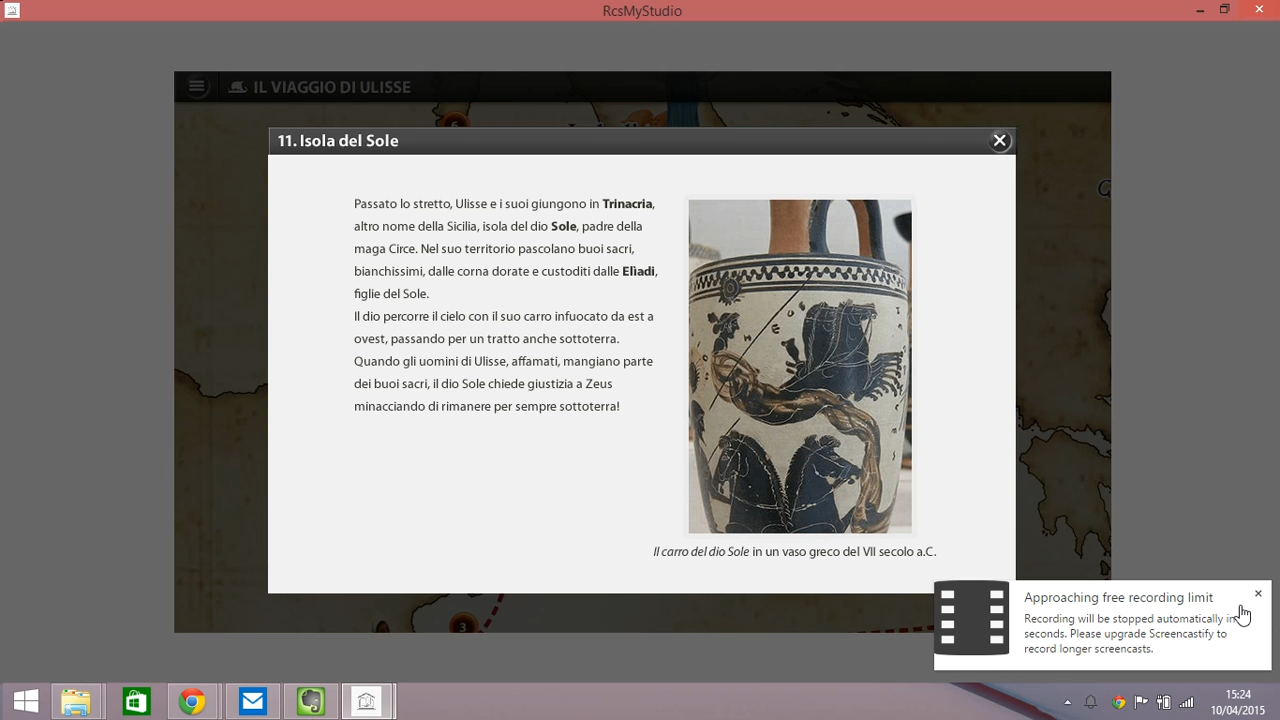 RcsMyStudio
IL VIAGGIO DI ULISSE
6
11. Isola del Sole
Passato lo stretto, Ulisse e i suoi giungono in Trinacria,
altro nome della Sicilia, isola del dio Sole, padre della
maga Circe. Nel suo territorio pascolano buoi sacri,
bianchissimi, dalle corna dorate e custoditi dalle Elìadi,
figlie del Sole.
Il dio percorre il cielo con il suo carro infuocato da est a
ovest, passando per un tratto anche sottoterra.
Quando gli uomini di Ulisse, affamati, mangiano parte
dei buoi sacri, il dio Sole chiede giustizia a Zeus
minacciando di rimanere per sempre sottoterra!
Il carro del dio Sole in un vaso greco del VII secolo a.C.
3
Approaching free recording limit
Recording will be stopped automatically in
seconds. Please upgrade Screencastify to
record longer screencasts.
15:24
10/04/2015